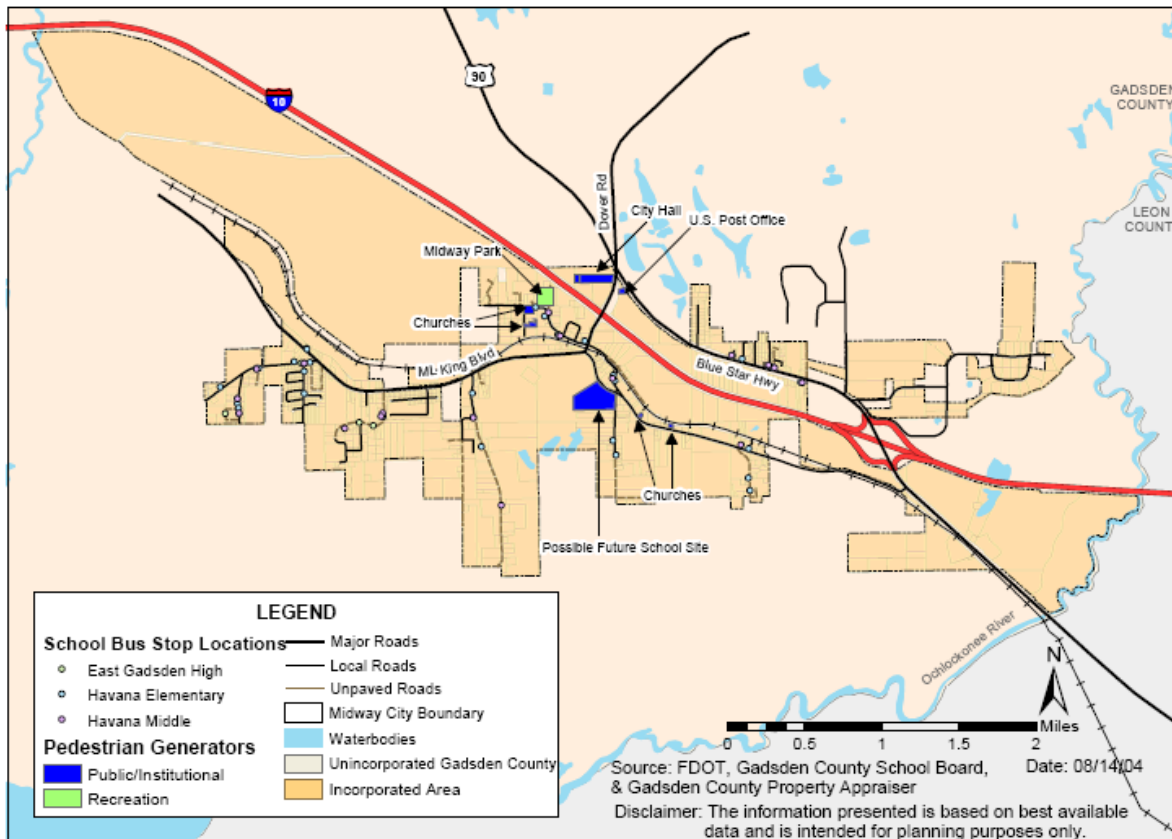 10
90
GADSDEN
COUNTY
LEON
COUNTY
Dover Rd
City Hall
U.S. Post Office
Midway Park
Churches
ML King Blvd
Blue Star Hwy
Churches
Possible Future School Site
Ochlockonee River
LEGEND
School Bus Stop Locations
East Gadsden High
Havana Elementary
Havana Middle
Pedestrian Generators
Public/Institutional
Recreation
Major Roads
Local Roads
Unpaved Roads
Midway City Boundary
Waterbodies
Unincorporated Gadsden County
Incorporated Area
N
Miles
0 0.5 1 1.5 2
Source: FDOT, Gadsden County School Board,
& Gadsden County Property Appraiser
Date: 08/14/04
Disclaimer: The information presented is based on best available
data and is intended for planning purposes only.